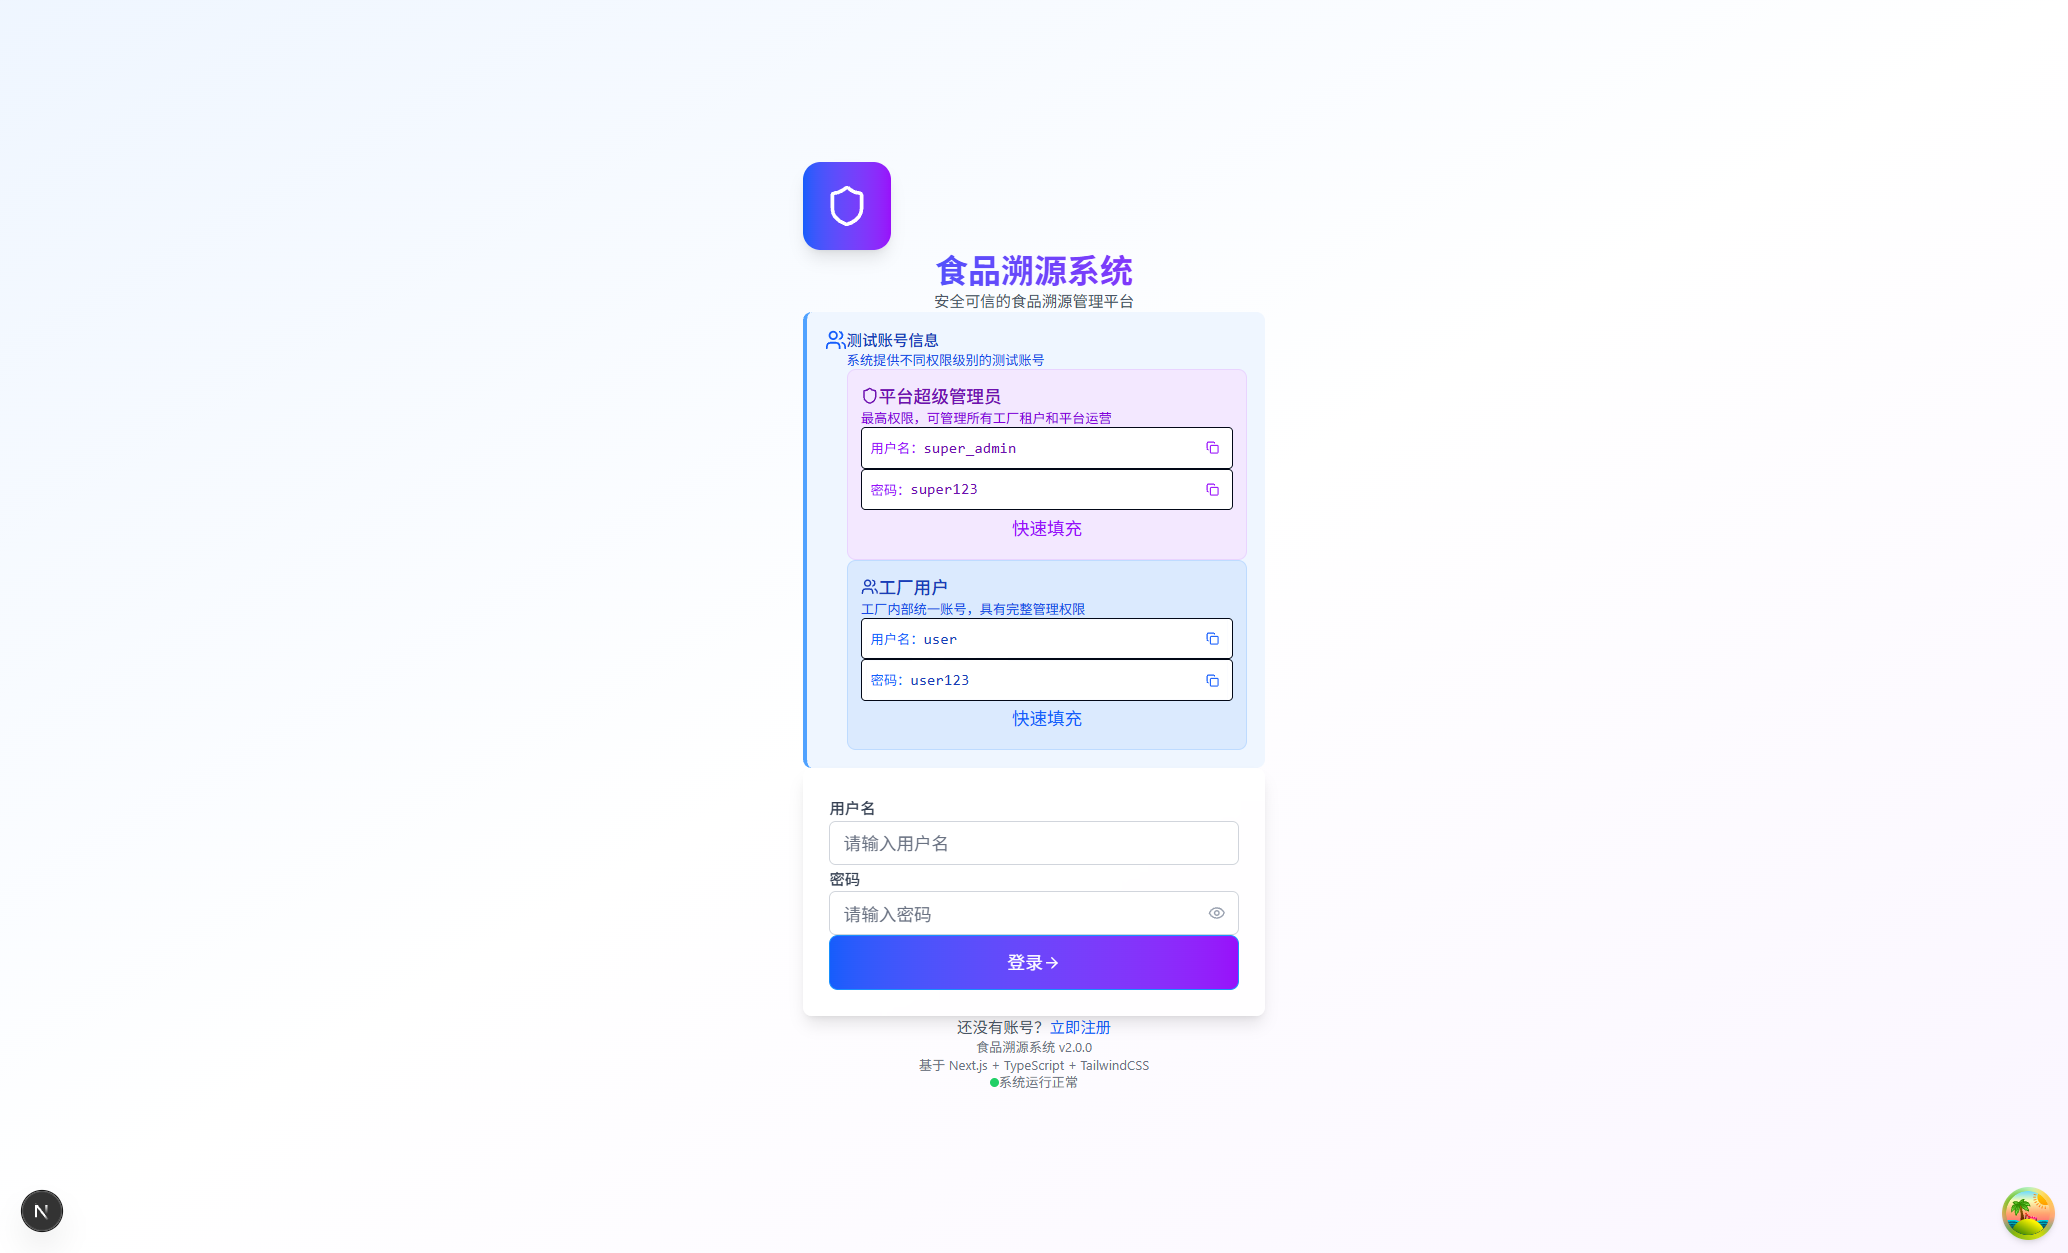 食品溯源系统
安全可信的食品溯源管理平台
测试账号信息
系统提供不同权限级别的测试账号
平台超级管理员
最高权限，可管理所有工厂租户和平台运营
用户名：super_admin
密码：super123
快速填充
工厂用户
工厂内部统一账号，具有完整管理权限
用户名：user
密码：user123
快速填充
用户名
请输入用户名
密码
请输入密码
登录→
还没有账号？立即注册
食品溯源系统 v2.0.0
基于 Next.js + TypeScript + TailwindCSS
系统运行正常
N